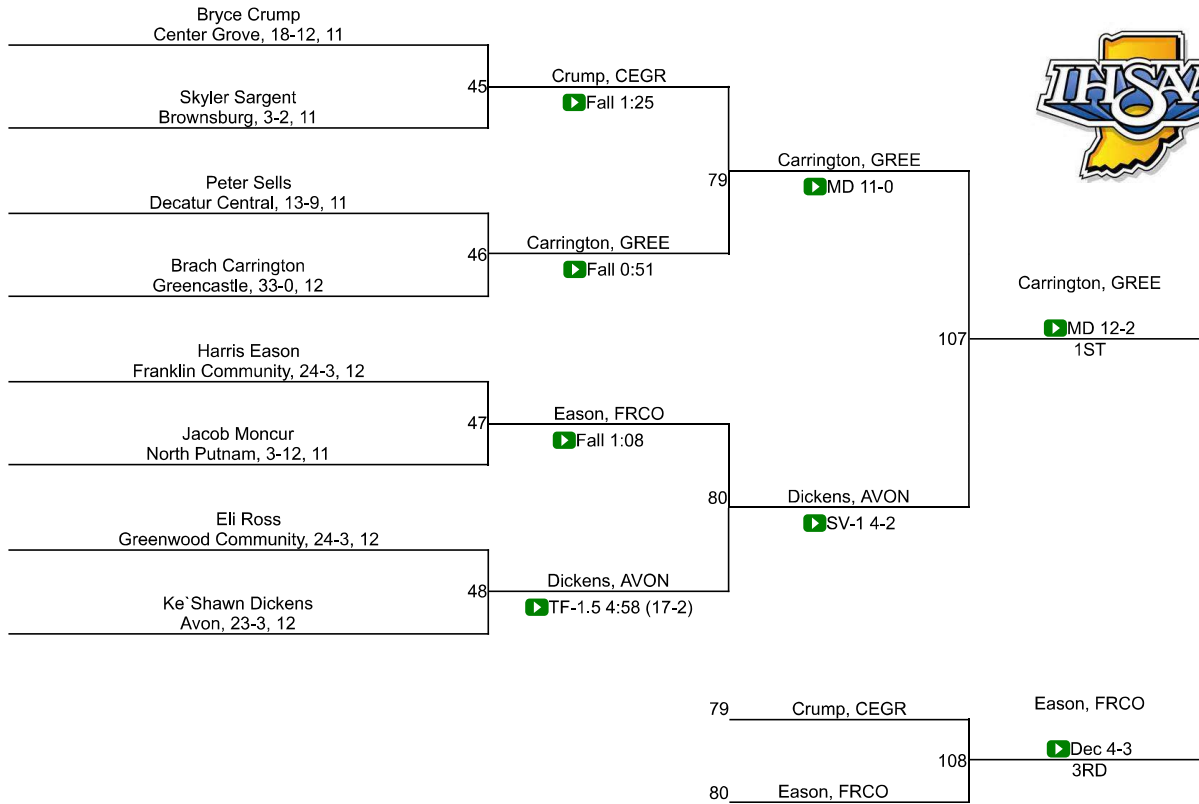 Bryce Crump
Center Grove, 18-12, 11
Skyler Sargent
Brownsburg, 3-2, 11
45
Crump, CEGR
Fall 1:25
Peter Sells
Decatur Central, 13-9, 11
Brach Carrington
Greencastle, 33-0, 12
46
Carrington, GREE
Fall 0:51
79
Carrington, GREE
MD 11-0
Harris Eason
Franklin Community, 24-3, 12
Jacob Moncur
North Putnam, 3-12, 11
47
Eason, FRCO
Fall 1:08
Eli Ross
Greenwood Community, 24-3, 12
Ke`Shawn Dickens
Avon, 23-3, 12
48
Dickens, AVON
TF-1.5 4:58 (17-2)
80
Dickens, AVON
SV-1 4-2
107
Carrington, GREE
MD 12-2
1ST
IHSAA
79
Crump, CEGR
80
Eason, FRCO
108
Eason, FRCO
Dec 4-3
3RD